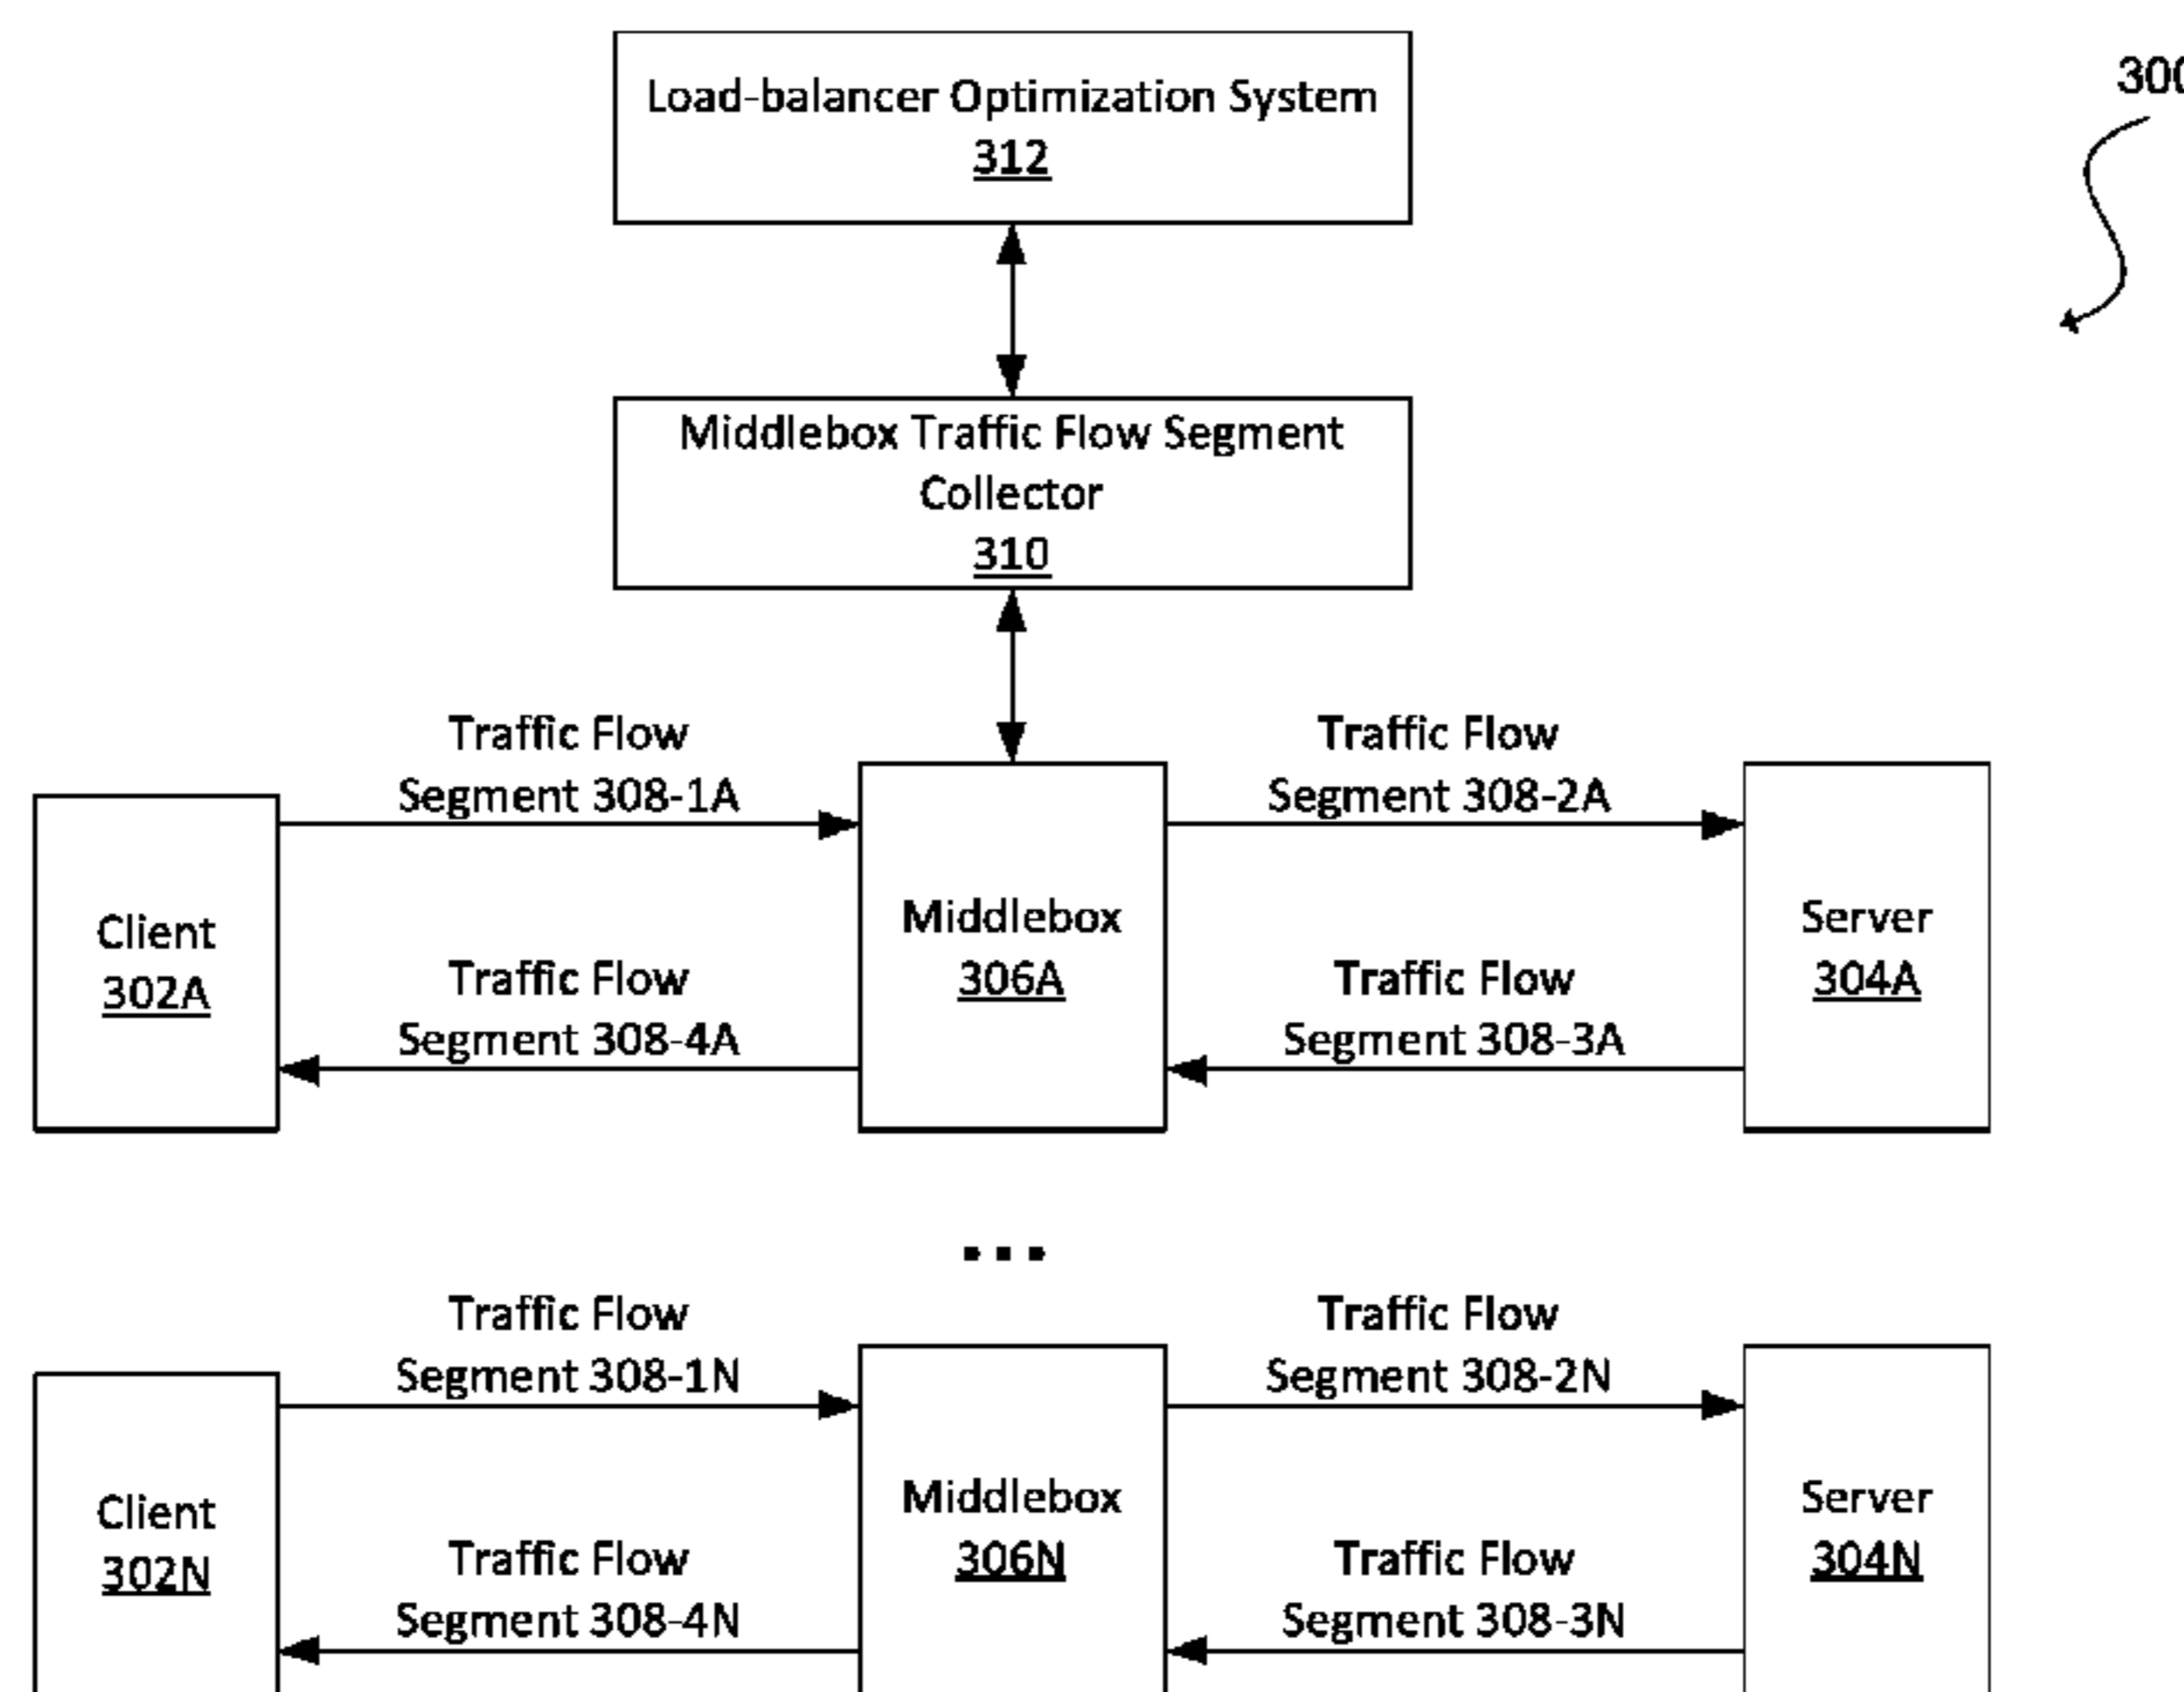 Load-balancer Optimization System
312
300
Middlebox Traffic Flow Segment
Collector
310
Traffic Flow
Segment 308-1A
Traffic Flow
Segment 308-2A
Client
302A
Middlebox
306A
Server
304A
Traffic Flow
Segment 308-4A
Traffic Flow
Segment 308-3A
...
Traffic Flow
Segment 308-1N
Traffic Flow
Segment 308-2N
Client
302N
Middlebox
306N
Server
304N
Traffic Flow
Segment 308-4N
Traffic Flow
Segment 308-3N